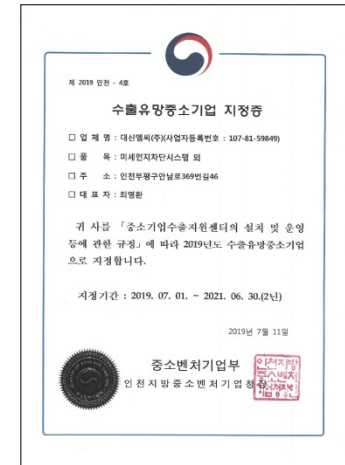 제 2019 인천 - 4호
수출유망중소기업 지정증
□ 업 체 명 : 대신엠씨(주)(사업자등록번호 : 107-81-59849)
□ 품 목 : 미세먼지차단시스템 외
□ 주 소 : 인천부평구안남로369번길46
□ 대 표 자 : 최영환
귀 사를 「중소기업수출지원센터의 설치 및 운영
등에 관한 규정」에 따라 2019년도 수출유망중소기업
으로 지정합니다.
지정기간 : 2019. 07. 01. ~ 2021. 06. 30.(2년)
2019년 7월 11일
중소벤처기업부
인천지방중소벤처기업청장